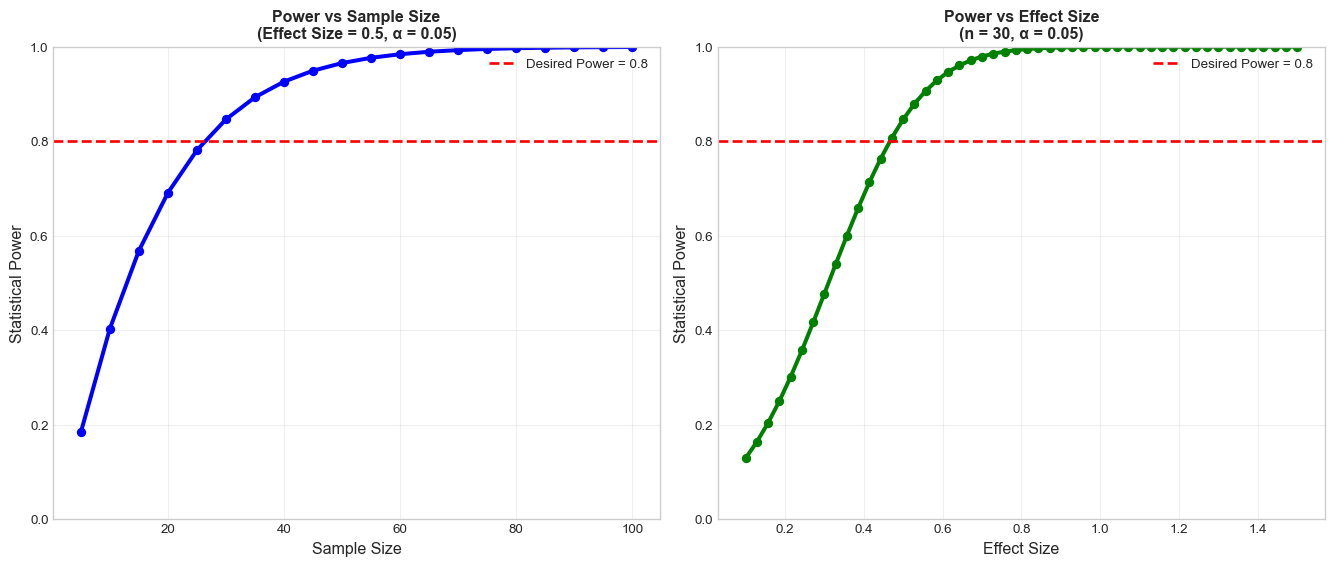 Power vs Sample Size
(Effect Size = 0.5, α = 0.05)
Desired Power = 0.8
Statistical Power
1.0
0.8
0.6
0.4
0.2
0.0
20
40
60
80
100
Sample Size
Power vs Effect Size
(n = 30, α = 0.05)
Desired Power = 0.8
Statistical Power
1.0
0.8
0.6
0.4
0.2
0.0
0.2
0.4
0.6
0.8
1.0
1.2
1.4
Effect Size